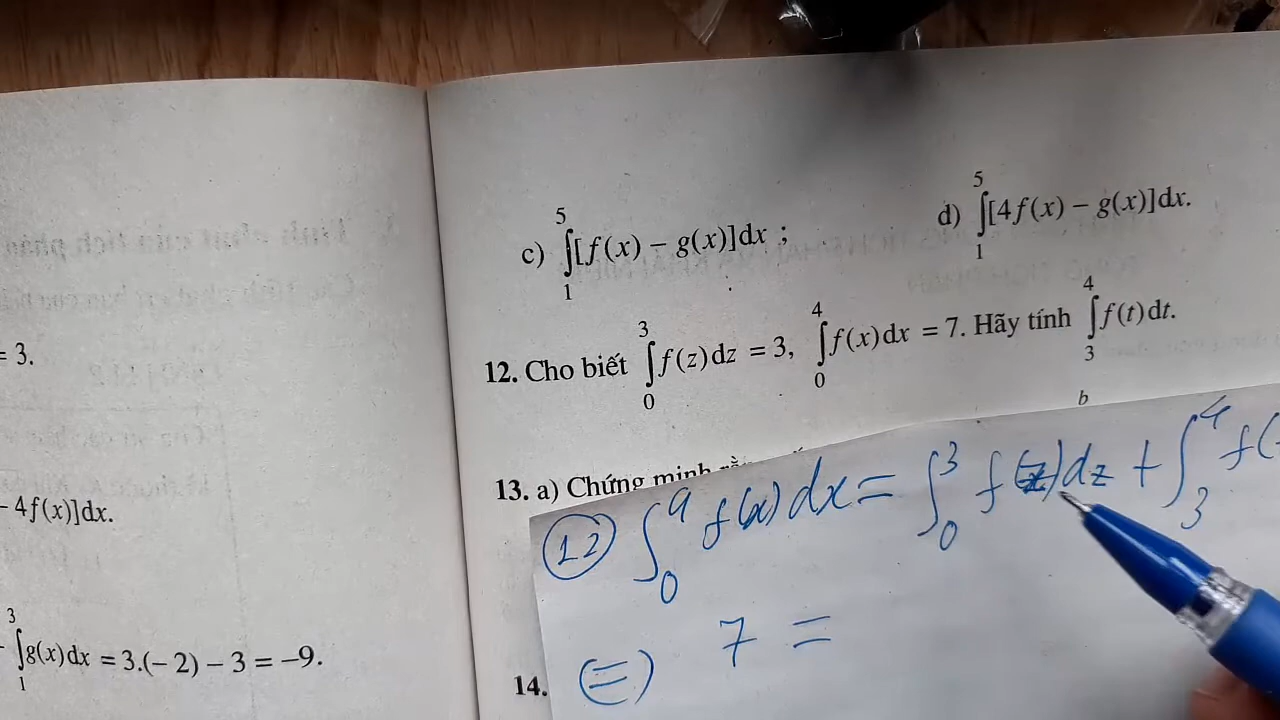 c) ∫₁⁵[f(x) − g(x)]dx ;
d) ∫₁⁵[4f(x) − g(x)]dx.
= 3.
12. Cho biết ∫₀³f(z)dz = 3, ∫₀⁴f(x)dx = 7. Hãy tính ∫₃⁴f(t)dt.
b
13. a) Chứng minh
− 4f(x)]dx.
(12) ∫₀⁴ f(x)dx = ∫₀³ f(z)dz + ∫₃⁴ f(
(=) 7 =
∫₁³g(x)dx = 3.(− 2) − 3 = −9.
14.